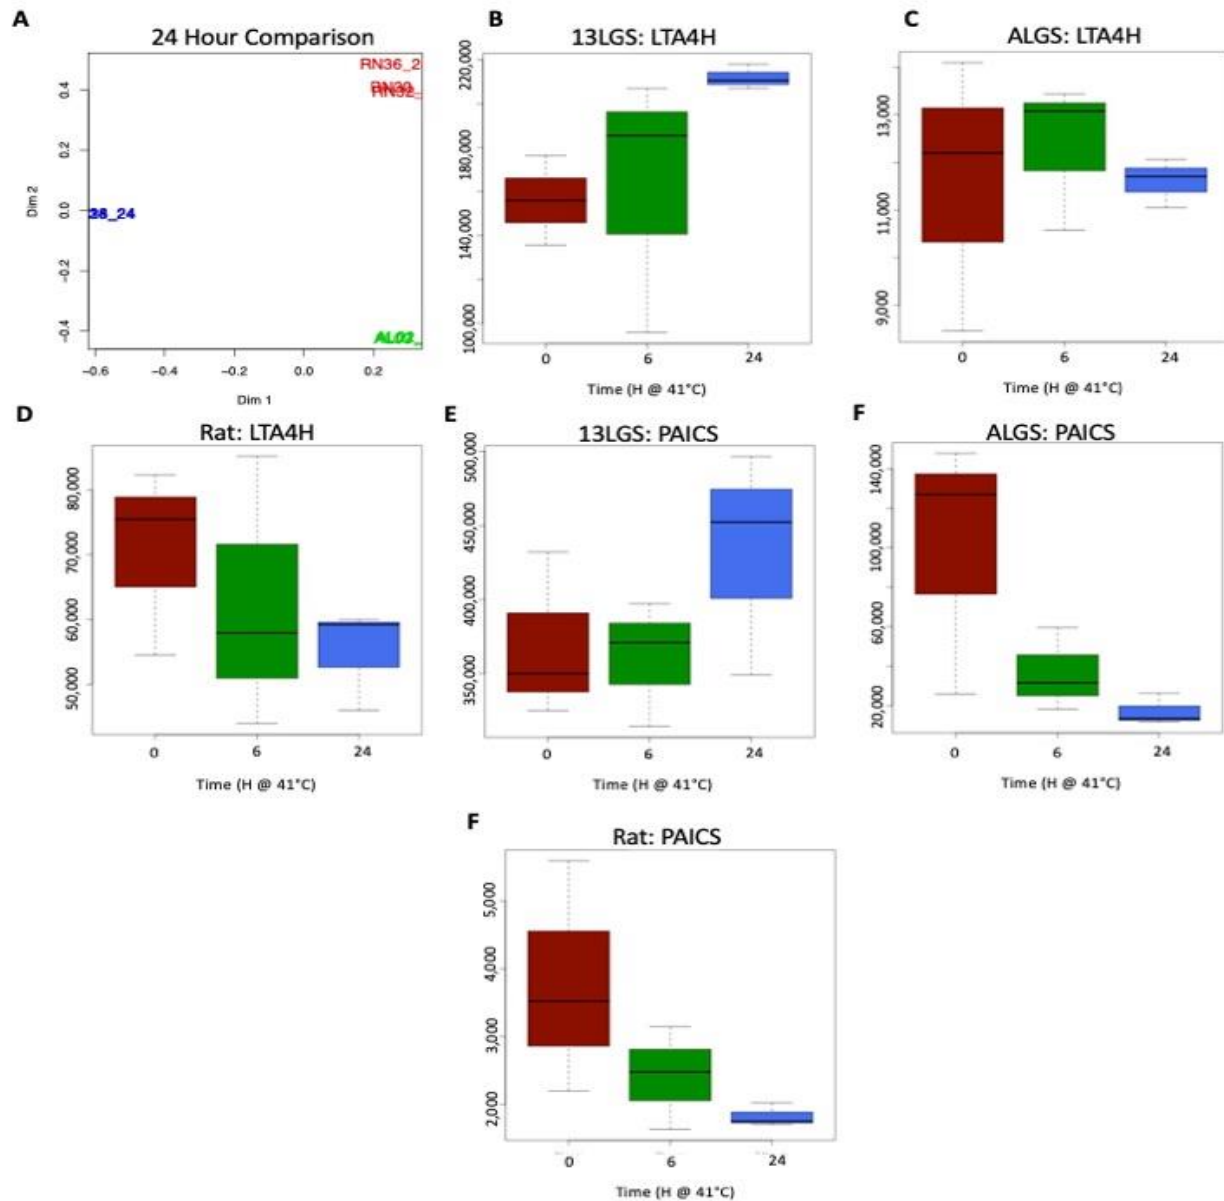 A
24 Hour Comparison
RN36_2
RN32_
_24
AL03_
Dim 2
0.4
0.2
0.0
−0.2
−0.4
−0.6
−0.4
−0.2
0.0
0.2
Dim 1
B
13LGS: LTA4H
220,000
180,000
140,000
100,000
0
6
24
Time (H @ 41°C)
C
ALGS: LTA4H
13,000
11,000
9,000
0
6
24
Time (H @ 41°C)
D
Rat: LTA4H
80,000
70,000
60,000
50,000
0
6
24
Time (H @ 41°C)
E
13LGS: PAICS
500,000
450,000
400,000
350,000
0
6
24
Time (H @ 41°C)
F
ALGS: PAICS
140,000
100,000
60,000
20,000
0
6
24
Time (H @ 41°C)
F
Rat: PAICS
5,000
4,000
3,000
2,000
0
6
24
Time (H @ 41°C)